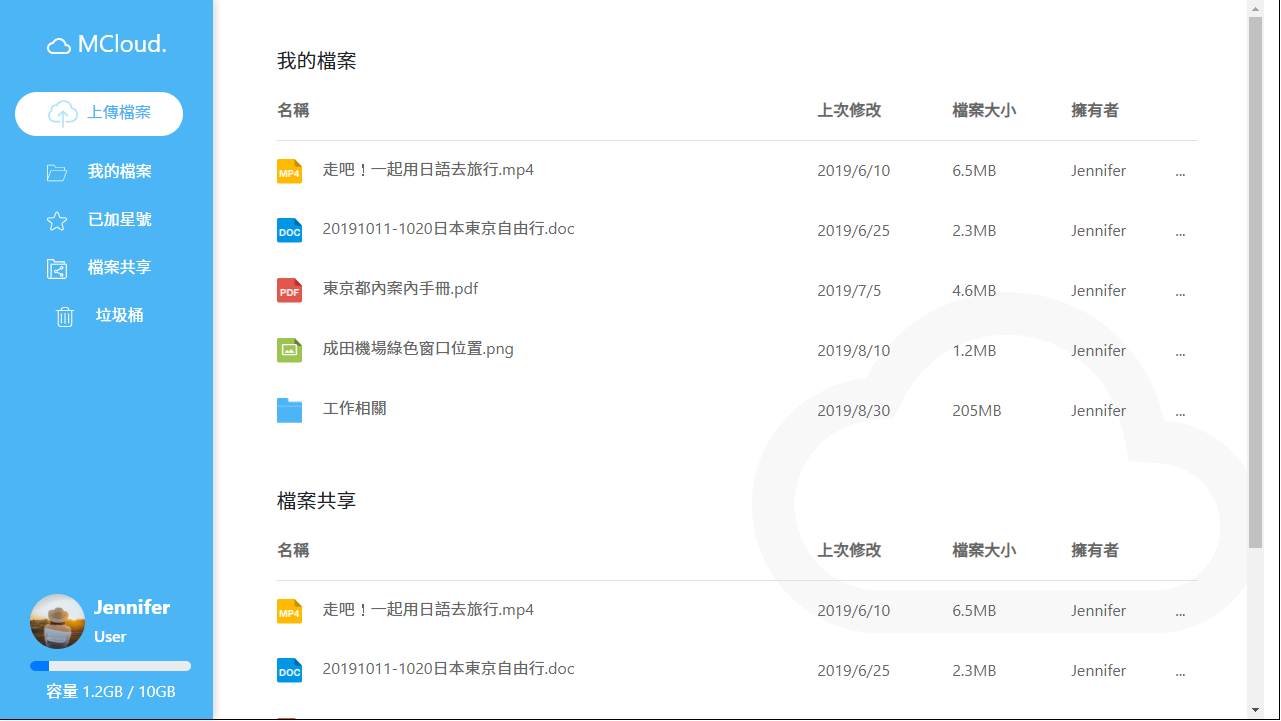 MCloud.
上傳檔案
我的檔案
已加星號
檔案共享
垃圾桶
Jennifer
User
容量 1.2GB / 10GB
我的檔案
名稱 上次修改 檔案大小 擁有者
MP4 走吧！一起用日語去旅行.mp4 2019/6/10 6.5MB Jennifer ...
DOC 20191011-1020日本東京自由行.doc 2019/6/25 2.3MB Jennifer ...
PDF 東京都內案內手冊.pdf 2019/7/5 4.6MB Jennifer ...
成田機場綠色窗口位置.png 2019/8/10 1.2MB Jennifer ...
工作相關 2019/8/30 205MB Jennifer ...
檔案共享
名稱 上次修改 檔案大小 擁有者
MP4 走吧！一起用日語去旅行.mp4 2019/6/10 6.5MB Jennifer ...
DOC 20191011-1020日本東京自由行.doc 2019/6/25 2.3MB Jennifer ...